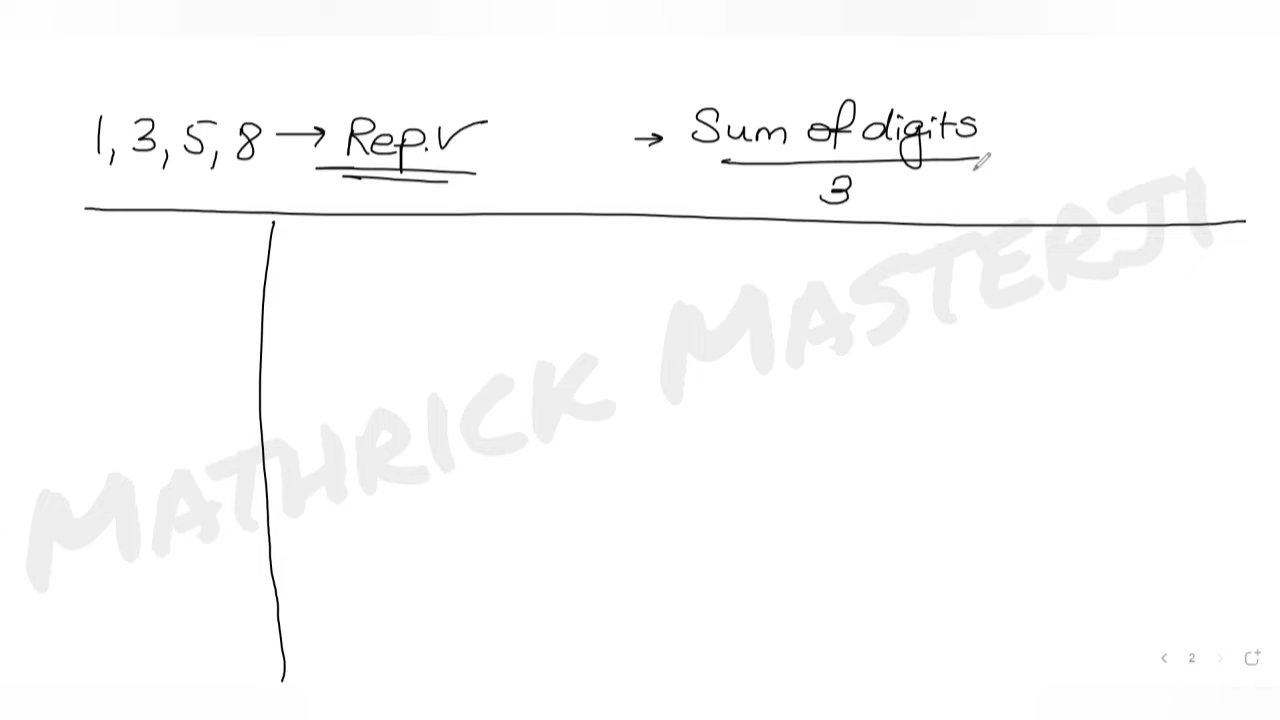 1, 3, 5, 8 → Rep. ✓
→ Sum of digits
3
MATHRICK MASTERJI
< 2 >